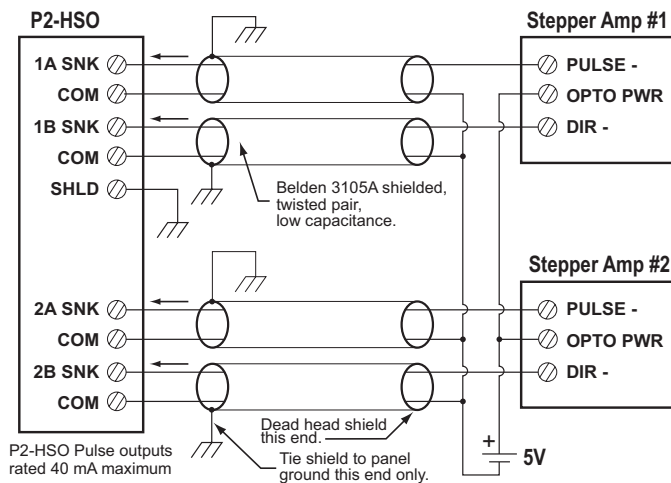 P2-HSO
Stepper Amp #1
1A SNK
COM
1B SNK
COM
SHLD
PULSE -
OPTO PWR
DIR -
Belden 3105A shielded,
twisted pair,
low capacitance.
Stepper Amp #2
2A SNK
COM
2B SNK
COM
PULSE -
OPTO PWR
DIR -
Dead head shield
this end.
P2-HSO Pulse outputs
rated 40 mA maximum
Tie shield to panel
ground this end only.
+
5V